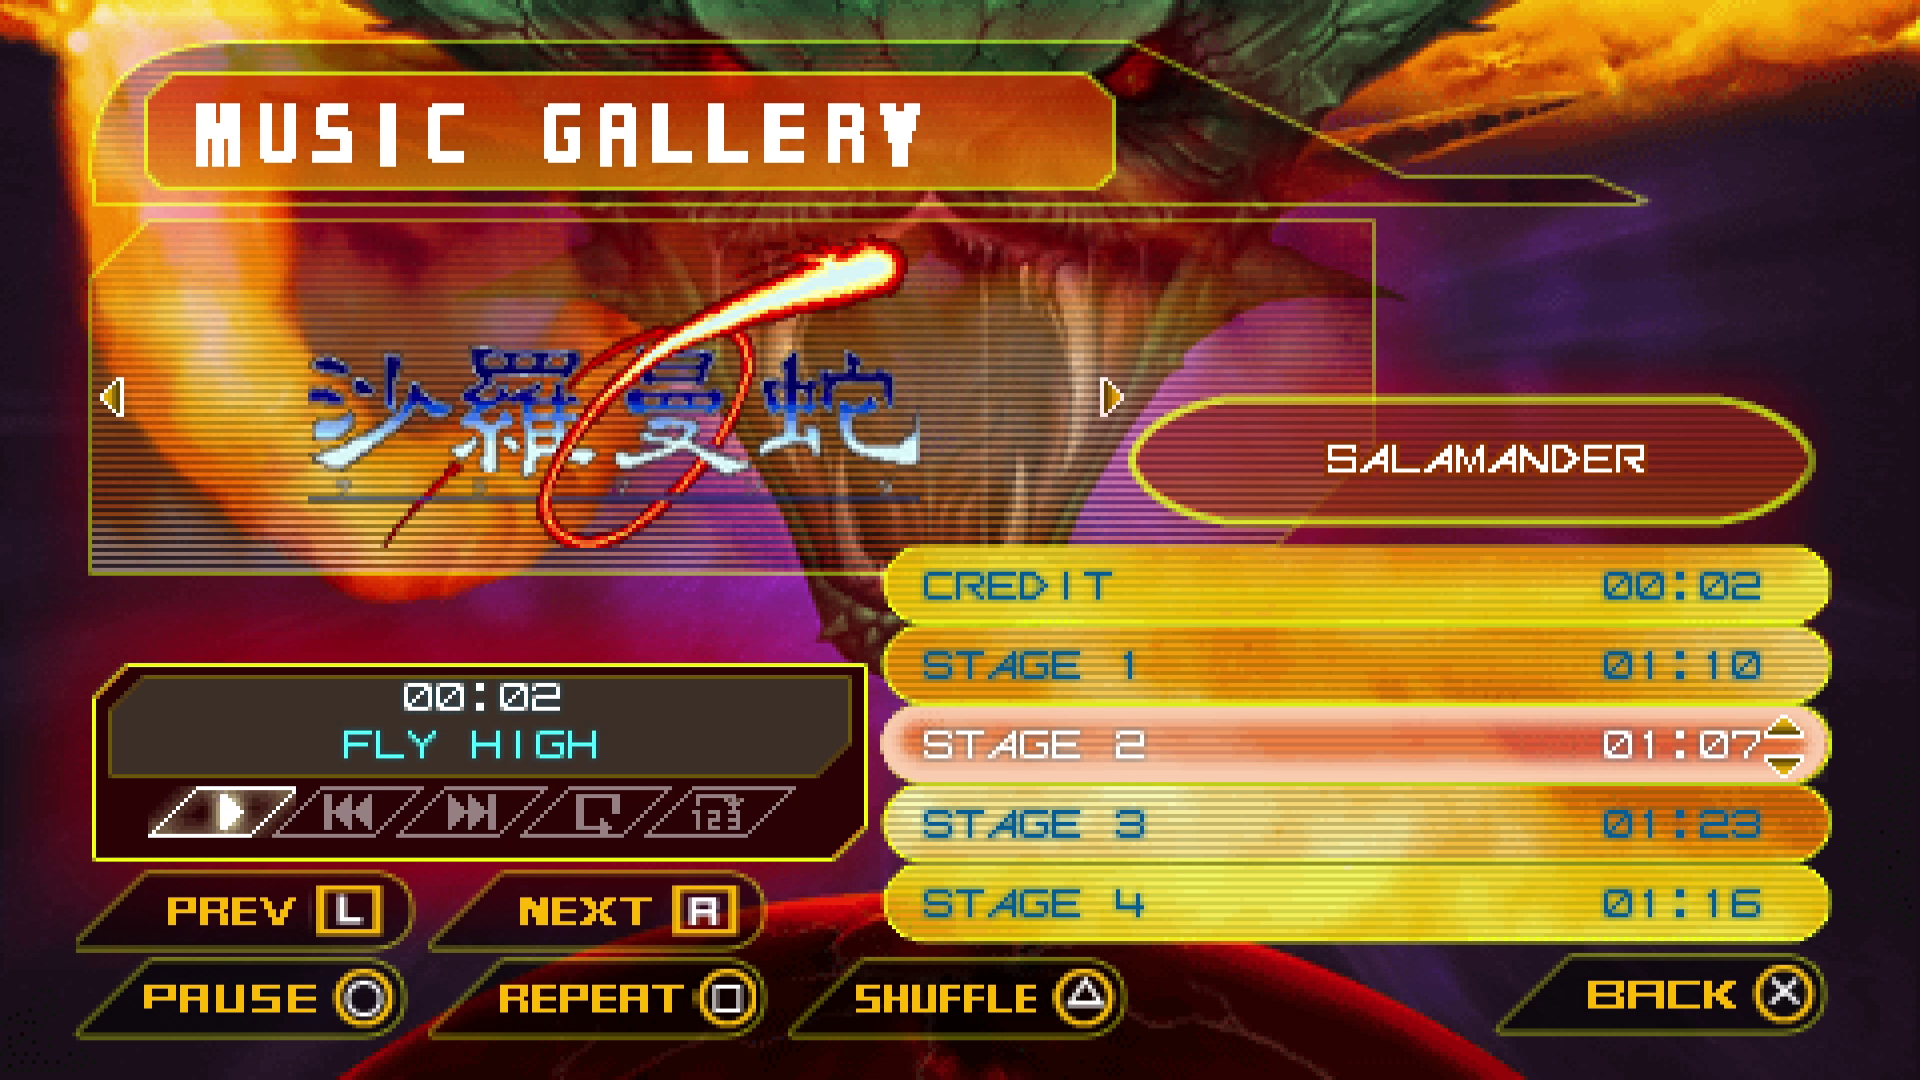 MUSIC GALLERY
沙羅曼蛇
SALAMANDER
CREDIT 00:02
STAGE 1 01:10
STAGE 2 01:07
STAGE 3 01:23
STAGE 4 01:16
00:02
FLY HIGH
123
PREV L
NEXT R
PAUSE
REPEAT
SHUFFLE
BACK